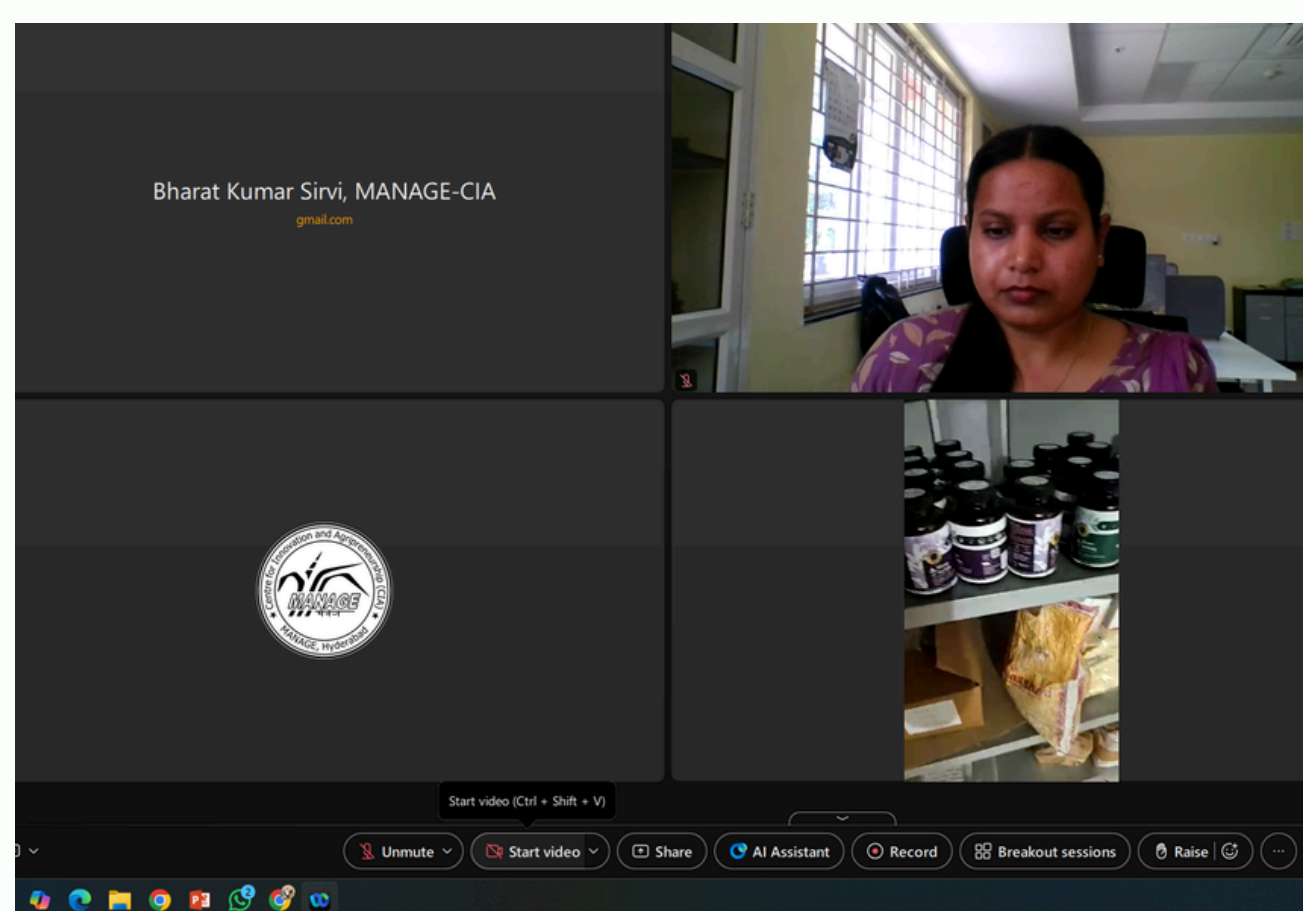 Bharat Kumar Sirvi, MANAGE-CIA
gmail.com
Centre for Innovation and Agripreneurship (CIA)
MANAGE
मैनेज
MANAGE, Hyderabad
Start video (Ctrl + Shift + V)
Unmute
Start video
Share
AI Assistant
Record
Breakout sessions
Raise
2